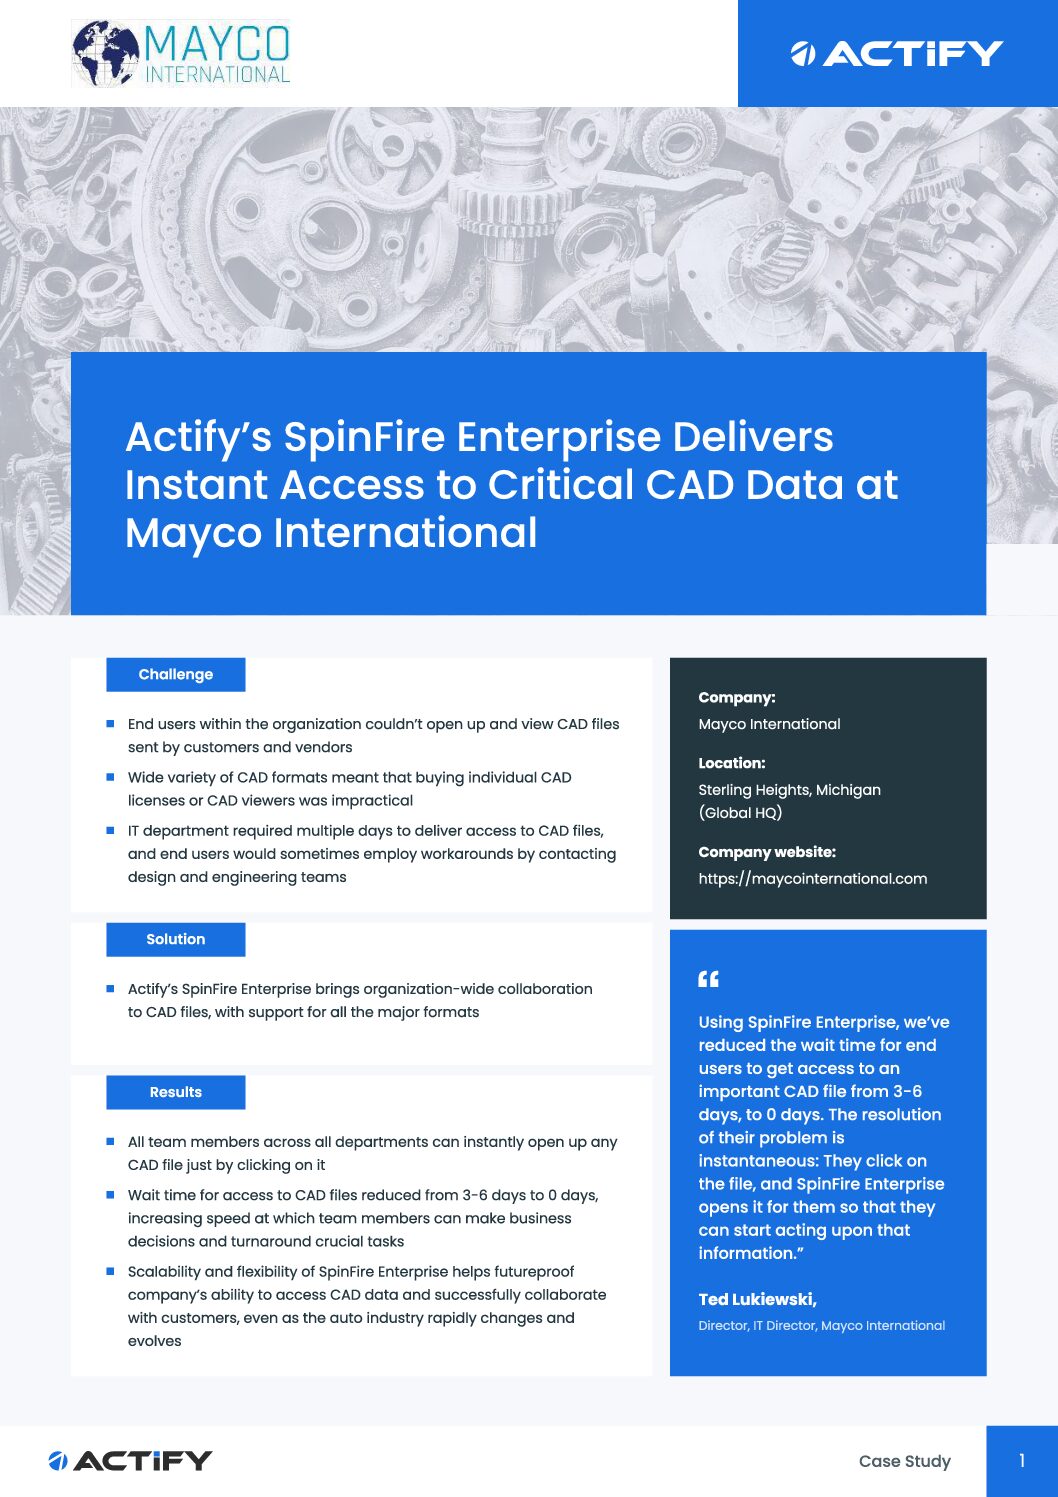 MAYCO
INTERNATIONAL
ACTiFY
Actify’s SpinFire Enterprise Delivers
Instant Access to Critical CAD Data at
Mayco International
Challenge
End users within the organization couldn’t open up and view CAD files
sent by customers and vendors
Wide variety of CAD formats meant that buying individual CAD
licenses or CAD viewers was impractical
IT department required multiple days to deliver access to CAD files,
and end users would sometimes employ workarounds by contacting
design and engineering teams
Solution
Actify’s SpinFire Enterprise brings organization-wide collaboration
to CAD files, with support for all the major formats
Results
All team members across all departments can instantly open up any
CAD file just by clicking on it
Wait time for access to CAD files reduced from 3-6 days to 0 days,
increasing speed at which team members can make business
decisions and turnaround crucial tasks
Scalability and flexibility of SpinFire Enterprise helps futureproof
company’s ability to access CAD data and successfully collaborate
with customers, even as the auto industry rapidly changes and
evolves
Company:
Mayco International
Location:
Sterling Heights, Michigan
(Global HQ)
Company website:
https://maycointernational.com
“
Using SpinFire Enterprise, we’ve
reduced the wait time for end
users to get access to an
important CAD file from 3-6
days, to 0 days. The resolution
of their problem is
instantaneous: They click on
the file, and SpinFire Enterprise
opens it for them so that they
can start acting upon that
information.”
Ted Lukiewski,
Director, IT Director, Mayco International
ACTiFY
Case Study
1